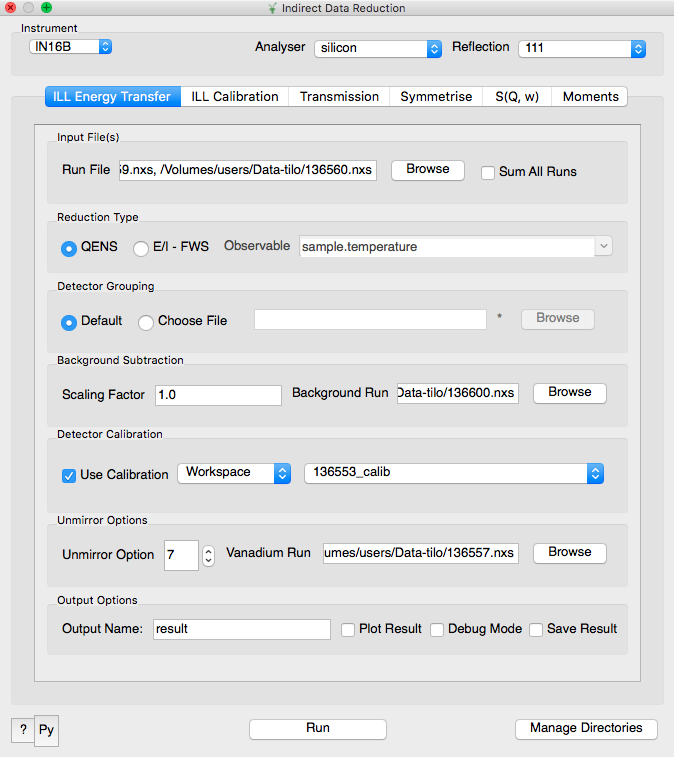 Indirect Data Reduction
Instrument
IN16B
Analyser silicon Reflection 111
ILL Energy Transfer ILL Calibration Transmission Symmetrise S(Q, w) Moments
Input File(s)
Run File 9.nxs, /Volumes/users/Data-tilo/136560.nxs Browse Sum All Runs
Reduction Type
QENS E/I - FWS Observable sample.temperature
Detector Grouping
Default Choose File * Browse
Background Subtraction
Scaling Factor 1.0 Background Run Data-tilo/136600.nxs Browse
Detector Calibration
Use Calibration Workspace 136553_calib
Unmirror Options
Unmirror Option 7 Vanadium Run umes/users/Data-tilo/136557.nxs Browse
Output Options
Output Name: result Plot Result Debug Mode Save Result
? Py Run Manage Directories